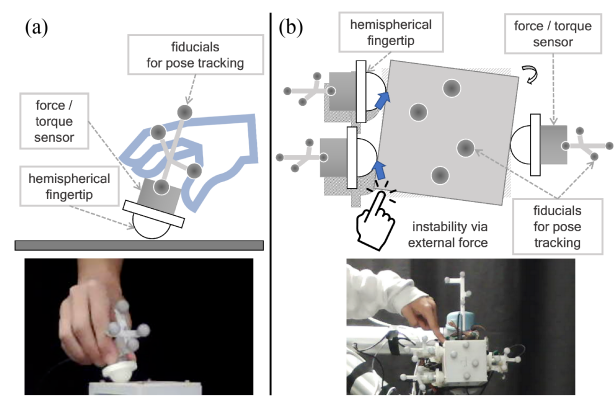 (a)
fiducials
for pose tracking
force /
torque
sensor
hemispherical
fingertip
(b)
hemispherical
fingertip
force / torque
sensor
instability via
external force
fiducials
for pose
tracking